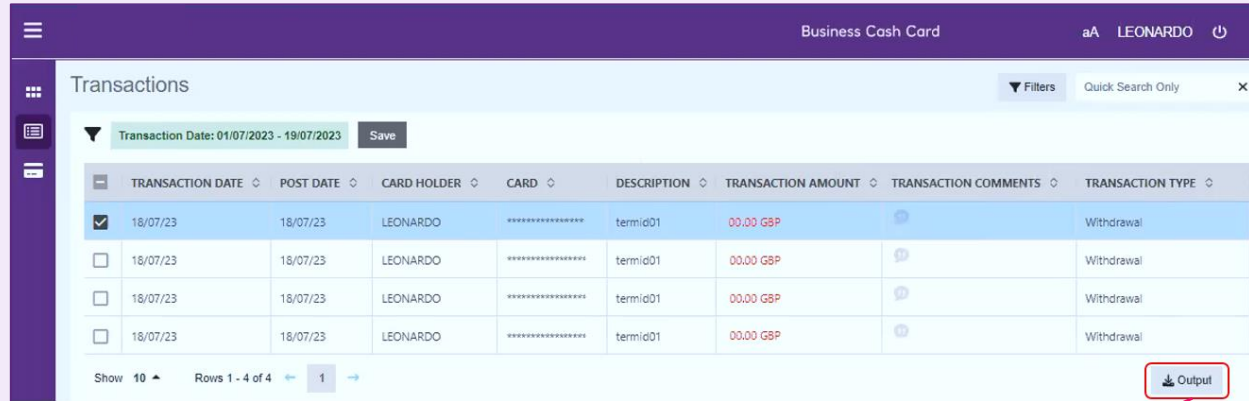 Business Cash Card aA LEONARDO
Transactions Filters Quick Search Only
Transaction Date: 01/07/2023 - 19/07/2023 Save
TRANSACTION DATE POST DATE CARD HOLDER CARD DESCRIPTION TRANSACTION AMOUNT TRANSACTION COMMENTS TRANSACTION TYPE
18/07/23 18/07/23 LEONARDO **************** termid01 00.00 GBP Withdrawal
18/07/23 18/07/23 LEONARDO **************** termid01 00.00 GBP Withdrawal
18/07/23 18/07/23 LEONARDO **************** termid01 00.00 GBP Withdrawal
18/07/23 18/07/23 LEONARDO **************** termid01 00.00 GBP Withdrawal
Show 10 Rows 1 - 4 of 4 ← 1 → Output